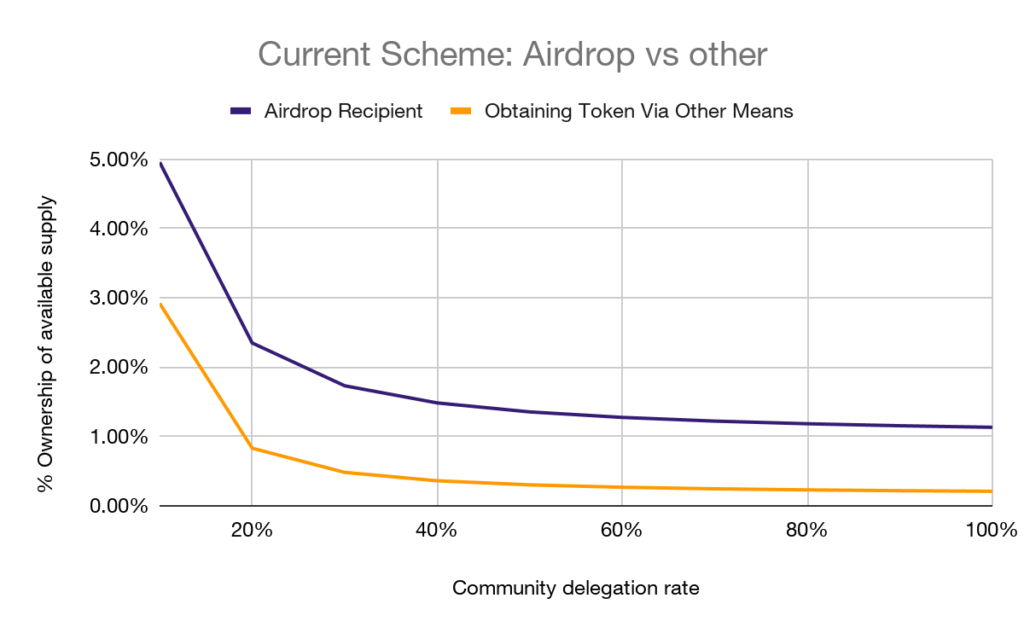 Current Scheme: Airdrop vs other
Airdrop Recipient
Obtaining Token Via Other Means
% Ownership of available supply
5.00%
4.00%
3.00%
2.00%
1.00%
0.00%
20%
40%
60%
80%
100%
Community delegation rate